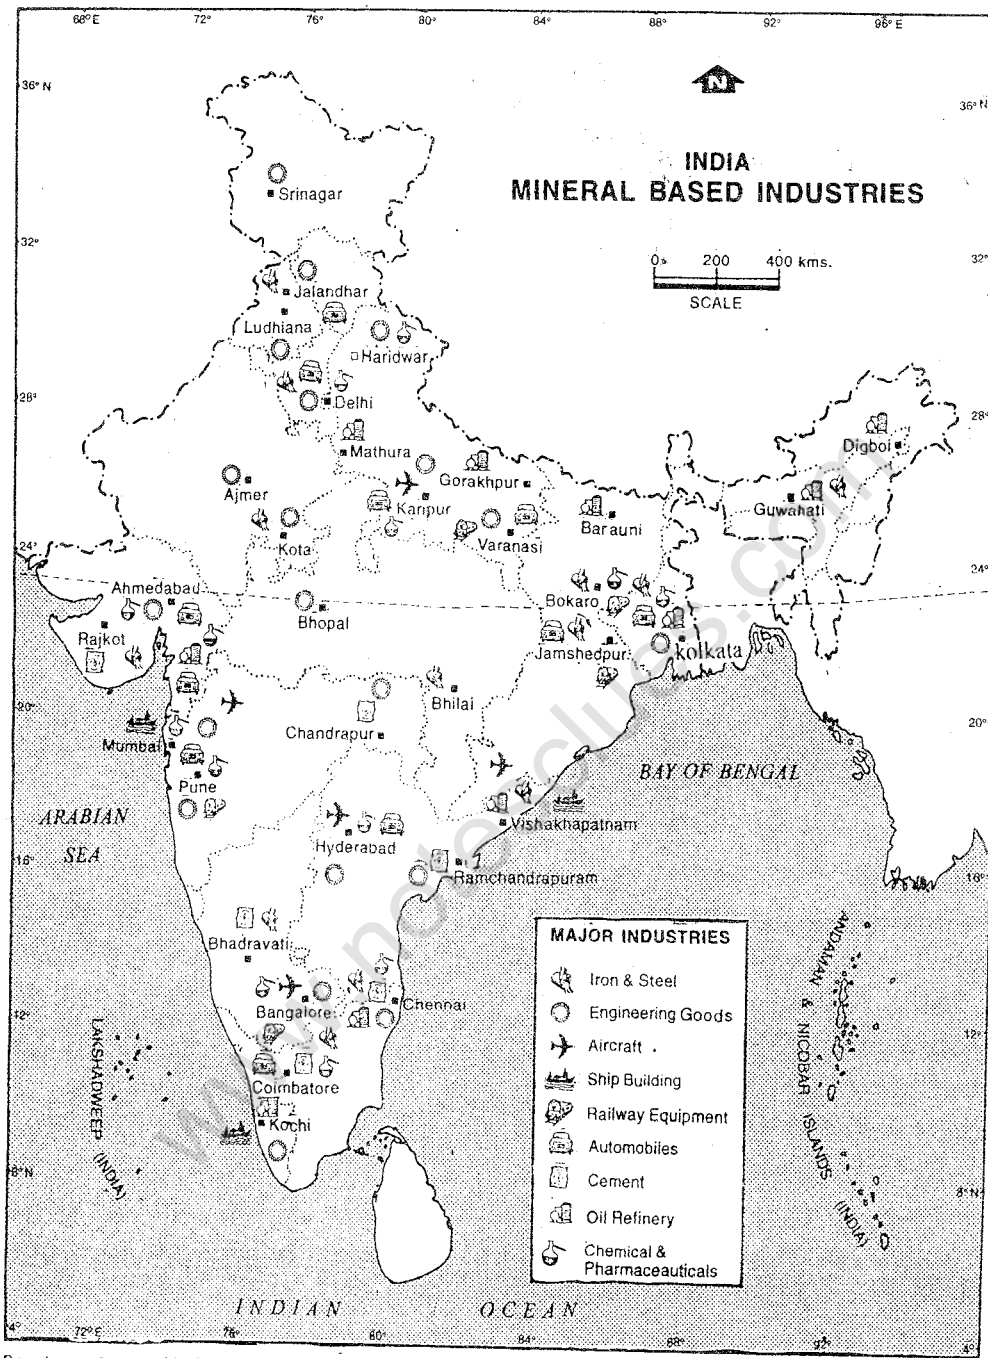 68° E
72°
76°
80°
84°
88°
92°
96° E
36° N
36° N
N
INDIA
MINERAL BASED INDUSTRIES
0
200
400 kms.
SCALE
32°
32°
28°
28°
24°
24°
20°
20°
16°
16°
12°
12°
8° N
8° N
Srinagar
Jalandhar
Ludhiana
Haridwar
Delhi
Mathura
Digboi
Ajmer
Kanpur
Gorakhpur
Guwahati
Kota
Varanasi
Barauni
Ahmedabad
Bhopal
Bokaro
Rajkot
Jamshedpur
kolkata
Bhilai
Mumbai
Chandrapur
Pune
BAY OF BENGAL
ARABIAN
SEA
Hyderabad
Vishakhapatnam
Ramchandrapuram
Bhadravati
Bangalore
Chennai
Coimbatore
Kochi
LAKSHADWEEP (INDIA)
ANDAMAN & NICOBAR ISLANDS (INDIA)
MAJOR INDUSTRIES
Iron & Steel
Engineering Goods
Aircraft
Ship Building
Railway Equipment
Automobiles
Cement
Oil Refinery
Chemical &
Pharmaceauticals
INDIAN OCEAN
72° E
76°
80°
84°
88°
92°
4°
www.notesclues.com